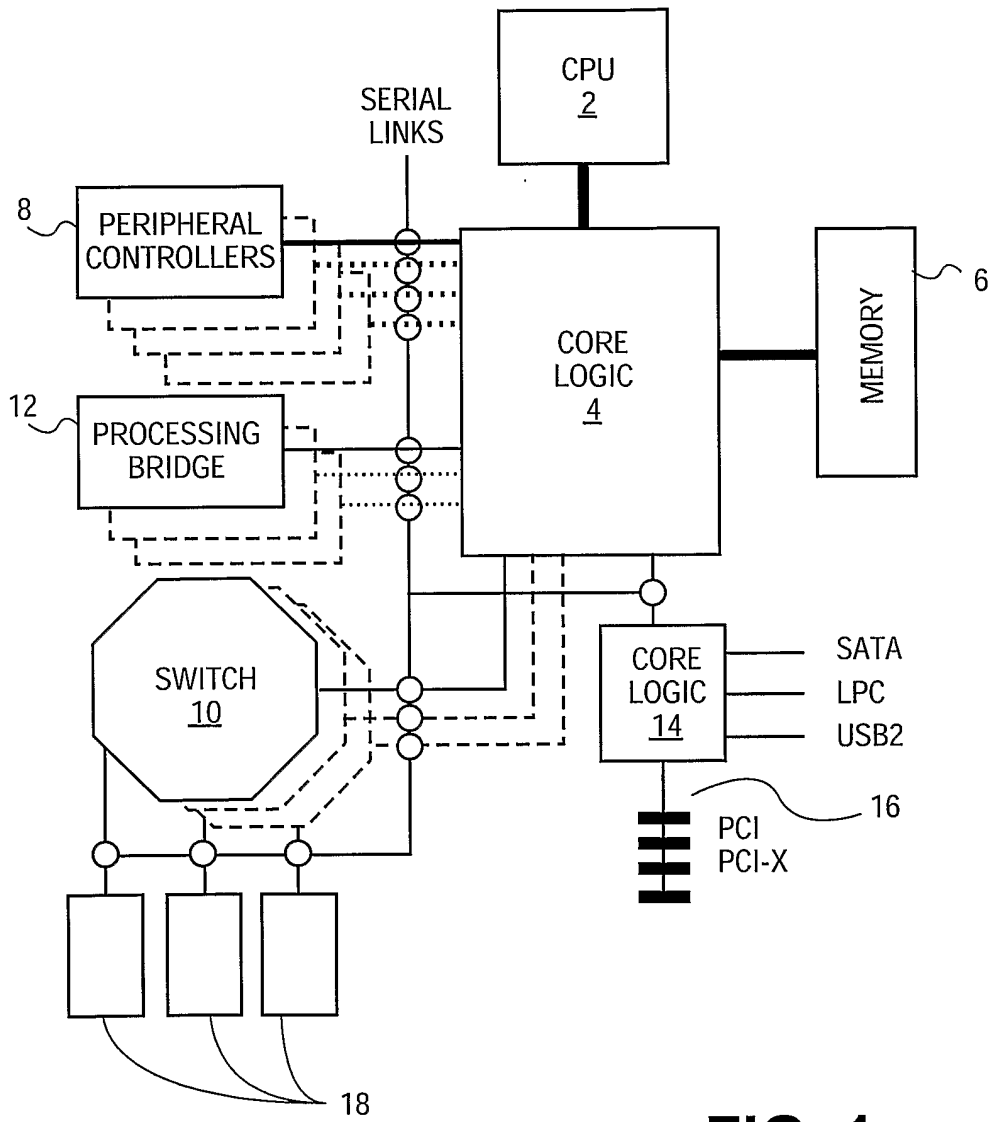 CPU
2
SERIAL
LINKS
8
PERIPHERAL
CONTROLLERS
6
MEMORY
CORE
LOGIC
4
12
PROCESSING
BRIDGE
SWITCH
10
CORE
LOGIC
14
SATA
LPC
USB2
16
PCI
PCI-X
18